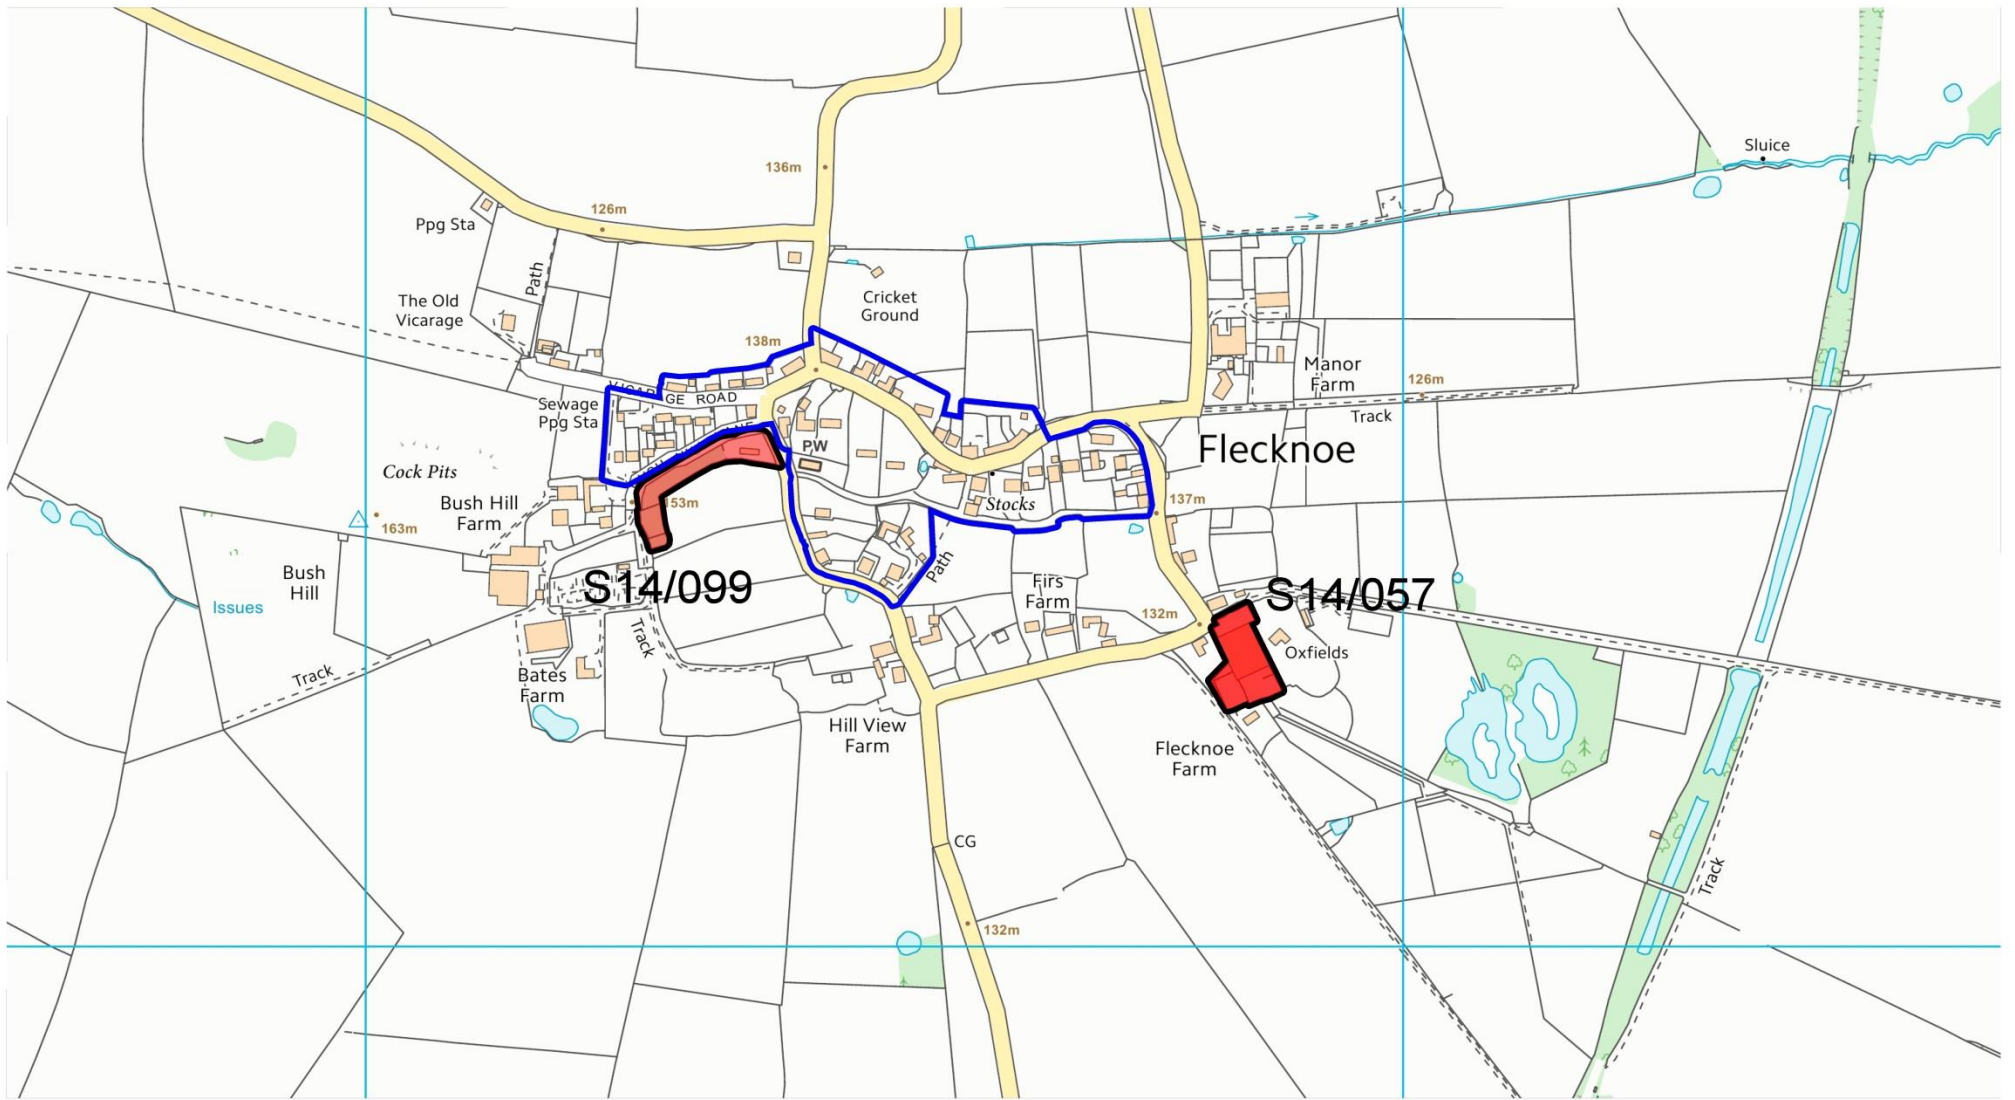 136m
Sluice
126m
Ppg Sta
Path
The Old
Vicarage
Cricket
Ground
138m
Manor
Farm
126m
GE ROAD
Sewage
Ppg Sta
Track
PW
Flecknoe
Cock Pits
Bush Hill
Farm
153m
Stocks
137m
163m
Path
Bush
Hill
S14/099
Firs
Farm
S14/057
Issues
132m
Track
Oxfields
Track
Bates
Farm
Hill View
Farm
Flecknoe
Farm
CG
Track
132m